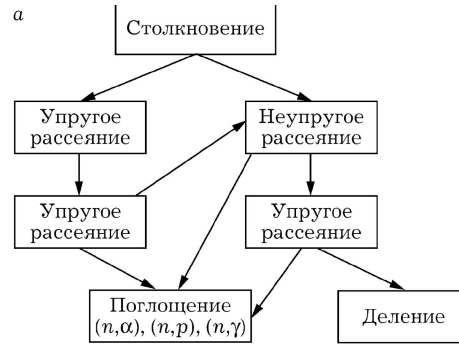 а
Столкновение
Упругое
рассеяние
Неупругое
рассеяние
Упругое
рассеяние
Упругое
рассеяние
Поглощение
(n,α), (n,p), (n,γ)
Деление